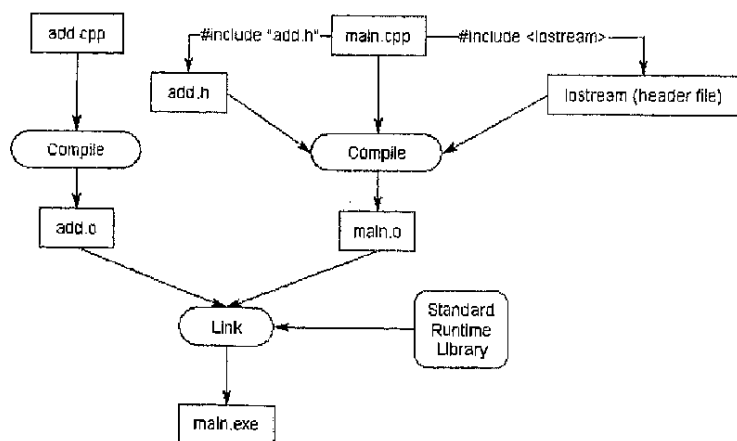 add.cpp
#include "add.h"
main.cpp
#include <iostream>
add.h
iostream (header file)
Compile
Compile
add.o
main.o
Link
Standard
Runtime
Library
main.exe